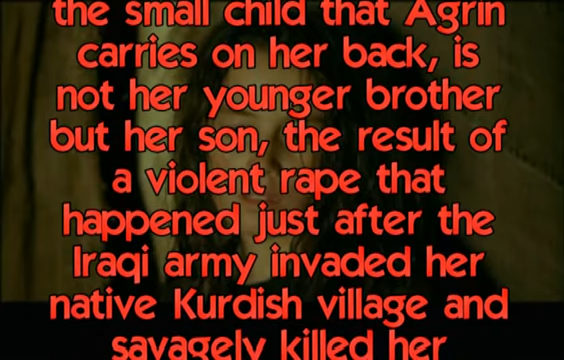 the small child that Agrin
carries on her back, is
not her younger brother
but her son, the result of
a violent rape that
happened just after the
Iraqi army invaded her
native Kurdish village and
savagely killed her